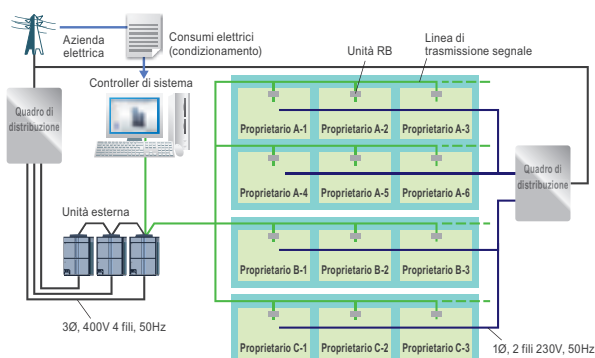 Azienda
elettrica
Consumi elettrici
(condizionamento)
Unità RB
Linea di
trasmissione segnale
Controller di sistema
Quadro di
distribuzione
Proprietario A-1
Proprietario A-2
Proprietario A-3
Proprietario A-4
Proprietario A-5
Proprietario A-6
Quadro di
distribuzione
Unità esterna
Proprietario B-1
Proprietario B-2
Proprietario B-3
3Ø, 400V 4 fili, 50Hz
Proprietario C-1
Proprietario C-2
Proprietario C-3
1Ø, 2 fili 230V, 50Hz